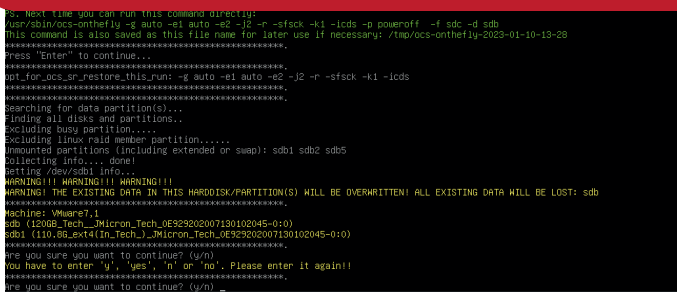 PS. Next time you can run this command directly:
/usr/sbin/ocs-onthefly -g auto -e1 auto -e2 -j2 -r -sfsck -k1 -icds -p poweroff -f sdc -d sdb
This command is also saved as this file name for later use if necessary: /tmp/ocs-onthefly-2023-01-10-13-28
*****************************************************.
Press "Enter" to continue...
*****************************************************.
opt_for_ocs_sr_restore_this_run: -g auto -e1 auto -e2 -j2 -r -sfsck -k1 -icds
*****************************************************.
*****************************************************.
Searching for data partition(s)...
Finding all disks and partitions..
Excluding busy partition.....
Excluding linux raid member partition......
Unmounted partitions (including extended or swap): sdb1 sdb2 sdb5
Collecting info.... done!
Getting /dev/sdb1 info...
WARNING!!! WARNING!!! WARNING!!!
WARNING! THE EXISTING DATA IN THIS HARDDISK/PARTITION(S) WILL BE OVERWRITTEN! ALL EXISTING DATA WILL BE LOST: sdb
*****************************************************.
Machine: VMware7,1
sdb (120GB_Tech__JMicron_Tech_0E929202007130102045-0:0)
sdb1 (110.8G_ext4(In_Tech_)_JMicron_Tech_0E929202007130102045-0:0)
*****************************************************.
Are you sure you want to continue? (y/n)
You have to enter 'y', 'yes', 'n' or 'no'. Please enter it again!!
*****************************************************.
Are you sure you want to continue? (y/n) _